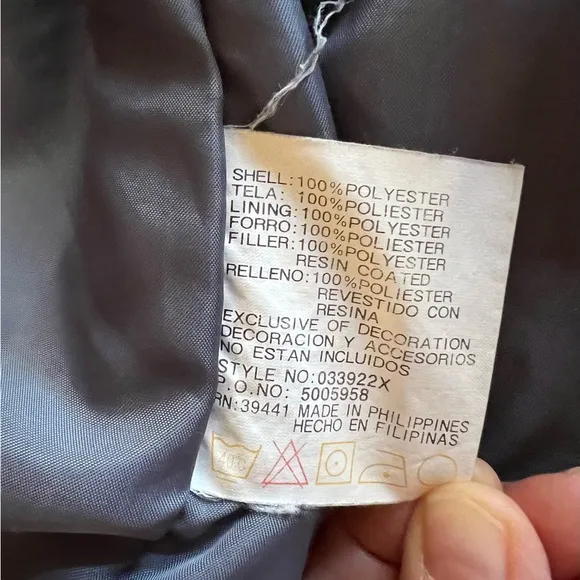 SHELL:100%POLYESTER
TELA: 100%POLIESTER
LINING:100%POLYESTER
FORRO:100%POLIESTER
FILLER:100%POLYESTER
RESIN COATED
RELLENO:100%POLIESTER
REVESTIDO CON
RESINA
EXCLUSIVE OF DECORATION
DECORACION Y ACCESORIOS
NO ESTAN INCLUIDOS
STYLE NO:033922X
P.O.NO: 5005958
RN:39441 MADE IN PHILIPPINES
HECHO EN FILIPINAS
40°C